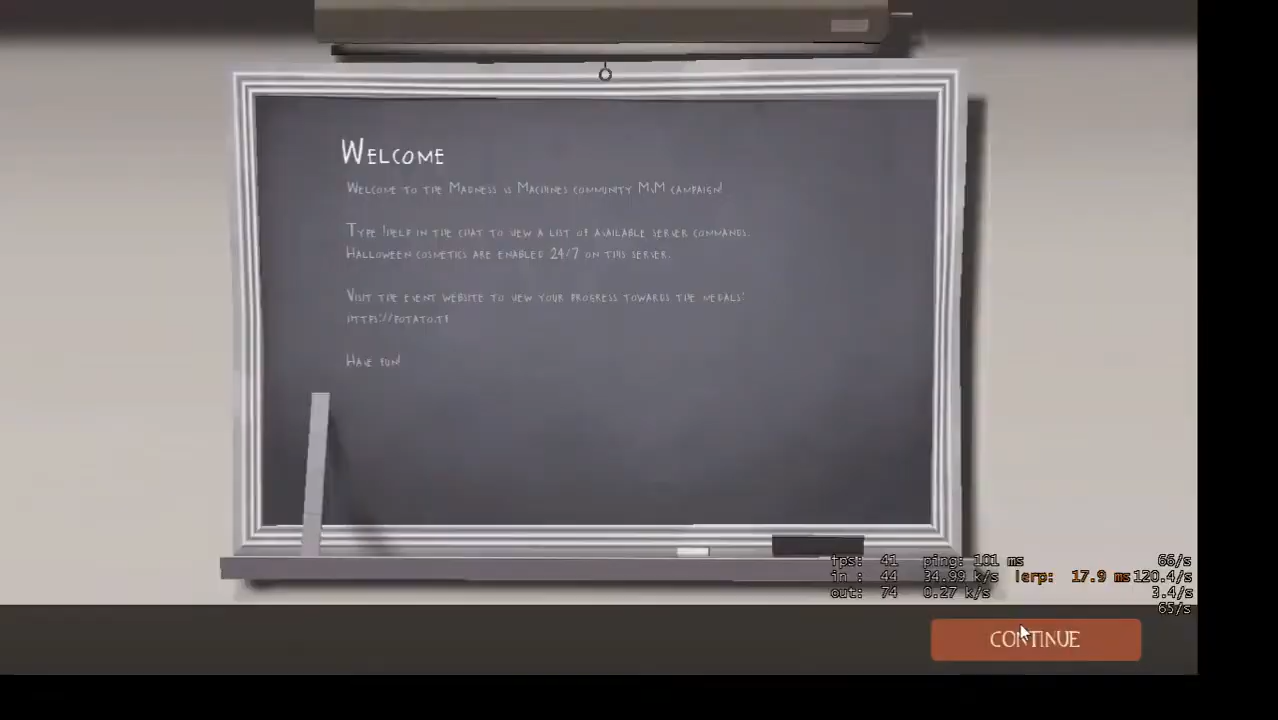 Welcome
Welcome to the Madness vs Machines community MvM campaign!
Type !help in the chat to view a list of available server commands.
Halloween cosmetics are enabled 24/7 on this server.
Visit the event website to view your progress towards the medals:
https://potato.tf
Have fun!
fps: 41 ping: 101 ms 66/s
in : 44 34.99 k/s lerp: 17.9 ms 120.4/s
out: 74 0.27 k/s 3.4/s
65/s
CONTINUE